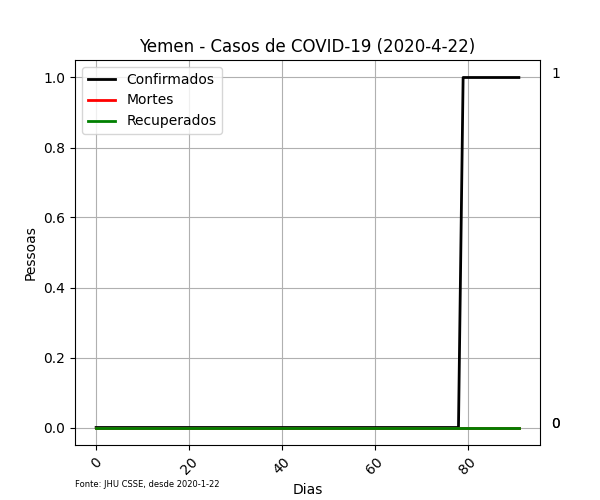 Yemen - Casos de COVID-19 (2020-4-22)
Confirmados
Mortes
Recuperados
1.0
0.8
0.6
0.4
0.2
0.0
Pessoas
1
0
0 20 40 60 80
Dias
Fonte: JHU CSSE, desde 2020-1-22